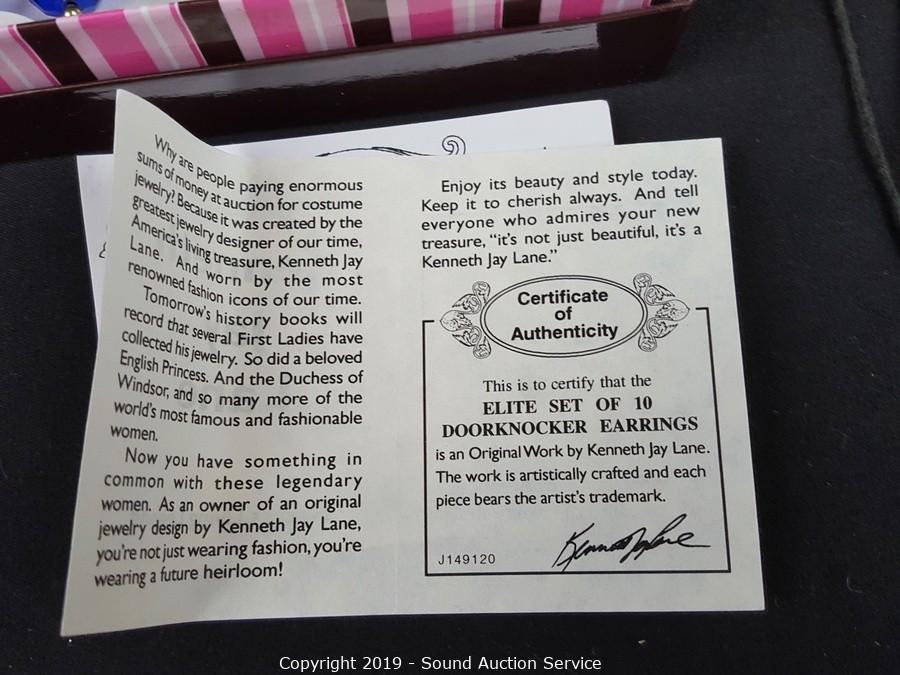 Why are people paying enormous
sums of money at auction for costume
jewelry? Because it was created by the
greatest jewelry designer of our time,
America's living treasure, Kenneth Jay
Lane. And worn by the most
renowned fashion icons of our time.
Tomorrow's history books will
record that several First Ladies have
collected his jewelry. So did a beloved
English Princess. And the Duchess of
Windsor, and so many more of the
world's most famous and fashionable
women.
Now you have something in
common with these legendary
women. As an owner of an original
jewelry design by Kenneth Jay Lane,
you're not just wearing fashion, you're
wearing a future heirloom!
Enjoy its beauty and style today.
Keep it to cherish always. And tell
everyone who admires your new
treasure, "it's not just beautiful, it's a
Kenneth Jay Lane."
Certificate
of
Authenticity
This is to certify that the
ELITE SET OF 10
DOORKNOCKER EARRINGS
is an Original Work by Kenneth Jay Lane.
The work is artistically crafted and each
piece bears the artist's trademark.
Kenneth Jay Lane
J149120
Copyright 2019 - Sound Auction Service